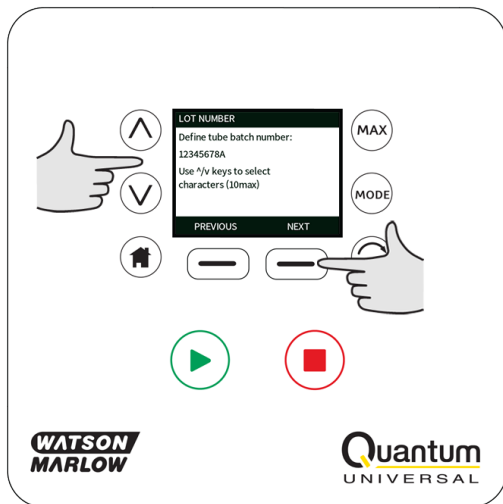 LOT NUMBER
Define tube batch number:
12345678A
Use ^/v keys to select
characters (10max)
PREVIOUS NEXT
MAX
MODE
WATSON
MARLOW
Quantum
UNIVERSAL